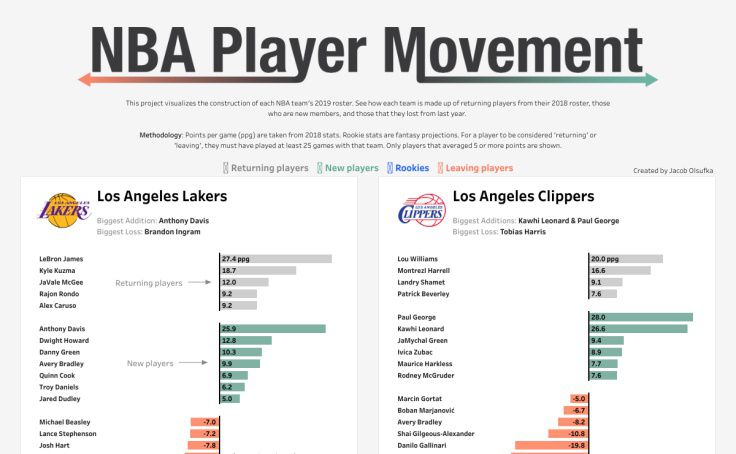 NBA Player Movement
This project visualizes the construction of each NBA team's 2019 roster. See how each team is made up of returning players from their 2018 roster, those
who are new members, and those that they lost from last year.
Methodology: Points per game (ppg) are taken from 2018 stats. Rookie stats are fantasy projections. For a player to be considered 'returning' or
'leaving', they must have played at least 25 games with that team. Only players that averaged 5 or more points are shown.
Returning players New players Rookies Leaving players
Created by Jacob Olsufka
LOS ANGELES LAKERS
Los Angeles Lakers
Biggest Addition: Anthony Davis
Biggest Loss: Brandon Ingram
LeBron James 27.4 ppg
Kyle Kuzma 18.7
JaVale McGee 12.0
Returning players
Rajon Rondo 9.2
Alex Caruso 9.2
Anthony Davis 25.9
Dwight Howard 12.8
Danny Green 10.3
Avery Bradley 9.9
New players
Quinn Cook 6.9
Troy Daniels 6.2
Jared Dudley 5.0
Michael Beasley -7.0
Lance Stephenson -7.2
Josh Hart -7.8
LOS ANGELES CLIPPERS
Los Angeles Clippers
Biggest Additions: Kawhi Leonard & Paul George
Biggest Loss: Tobias Harris
Lou Williams 20.0 ppg
Montrezl Harrell 16.6
Landry Shamet 9.1
Patrick Beverley 7.6
Paul George 28.0
Kawhi Leonard 26.6
JaMychal Green 9.4
Ivica Zubac 8.9
Maurice Harkless 7.7
Rodney McGruder 7.6
Marcin Gortat -5.0
Boban Marjanović -6.7
Avery Bradley -8.2
Shai Gilgeous-Alexander -10.8
Danilo Gallinari -19.8